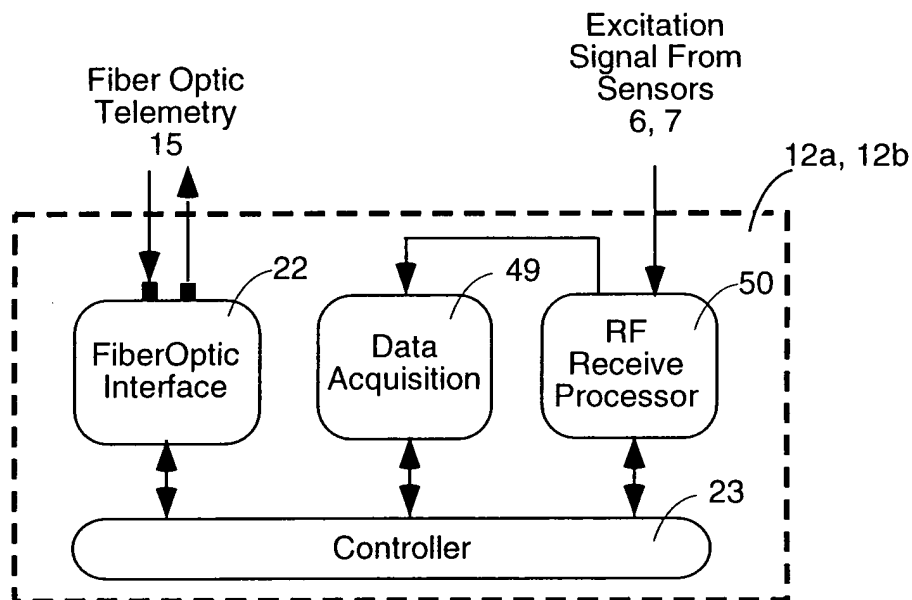 Excitation
Signal From
Sensors
6, 7
Fiber Optic
Telemetry
15
12a, 12b
22
49
50
FiberOptic
Interface
Data
Acquisition
RF
Receive
Processor
23
Controller